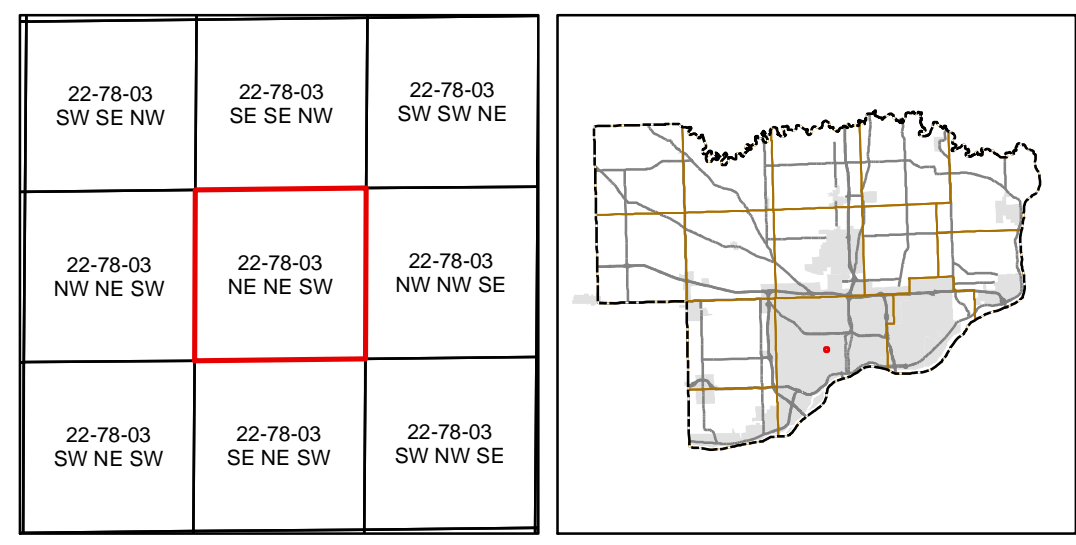 22-78-03
SW SE NW
22-78-03
SE SE NW
22-78-03
SW SW NE
22-78-03
NW NE SW
22-78-03
NE NE SW
22-78-03
NW NW SE
22-78-03
SW NE SW
22-78-03
SE NE SW
22-78-03
SW NW SE